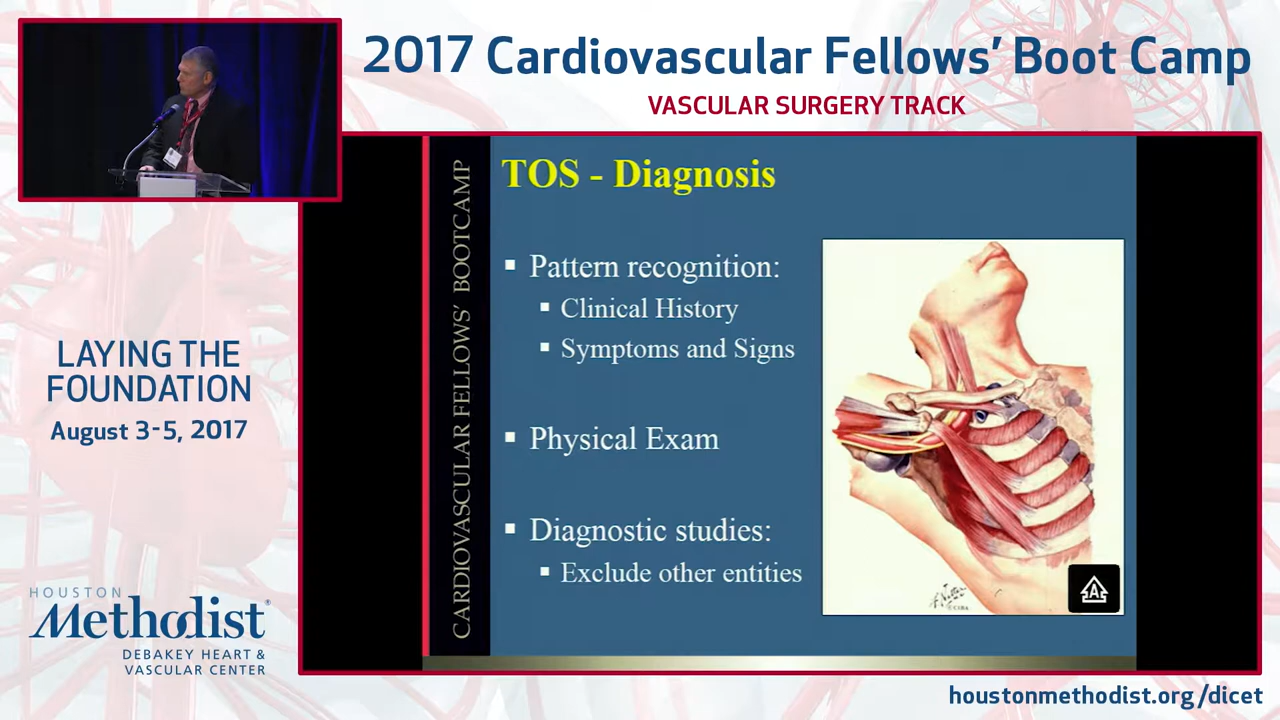 2017 Cardiovascular Fellows' Boot Camp
VASCULAR SURGERY TRACK
LAYING THE
FOUNDATION
August 3-5, 2017
HOUSTON
Methodist®
DEBAKEY HEART &
VASCULAR CENTER
CARDIOVASCULAR FELLOWS' BOOTCAMP
TOS - Diagnosis
▪ Pattern recognition:
▪ Clinical History
▪ Symptoms and Signs
▪ Physical Exam
▪ Diagnostic studies:
▪ Exclude other entities
A
houstonmethodist.org/dicet